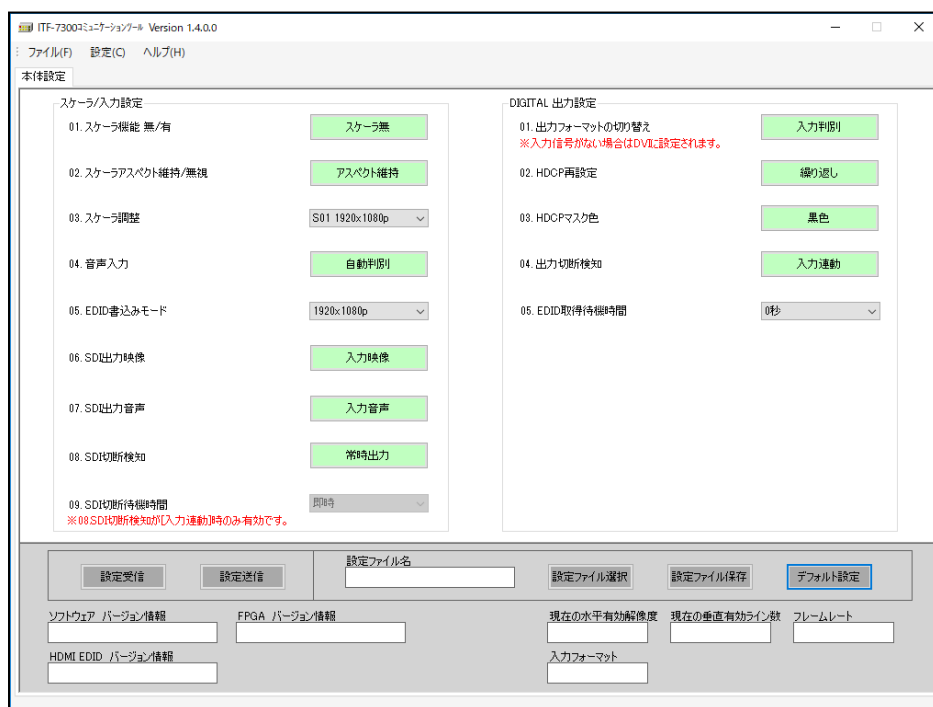 ITF-7300ｺﾐｭﾆｹｰｼｮﾝﾂｰﾙ Version 1.4.0.0
ファイル(F) 設定(C) ヘルプ(H)
本体設定
スケーラ/入力設定
01. スケーラ機能 無/有 スケーラ無
02. スケーラアスペクト維持/無視 アスペクト維持
03. スケーラ調整 S01 1920x1080p
04. 音声入力 自動判別
05. EDID書込みモード 1920x1080p
06. SDI出力映像 入力映像
07. SDI出力音声 入力音声
08. SDI切断検知 常時出力
09. SDI切断待機時間 即時
※08.SDI切断検知が[入力連動]時のみ有効です。
DIGITAL 出力設定
01. 出力フォーマットの切り替え 入力判別
※入力信号がない場合はDVIに設定されます。
02. HDCP再設定 繰り返し
03. HDCPマスク色 黒色
04. 出力切断検知 入力連動
05. EDID取得待機時間 0秒
設定受信 設定送信
設定ファイル名
設定ファイル選択 設定ファイル保存 デフォルト設定
ソフトウェア バージョン情報 FPGA バージョン情報 現在の水平有効解像度 現在の垂直有効ライン数 フレームレート
HDMI EDID バージョン情報 入力フォーマット